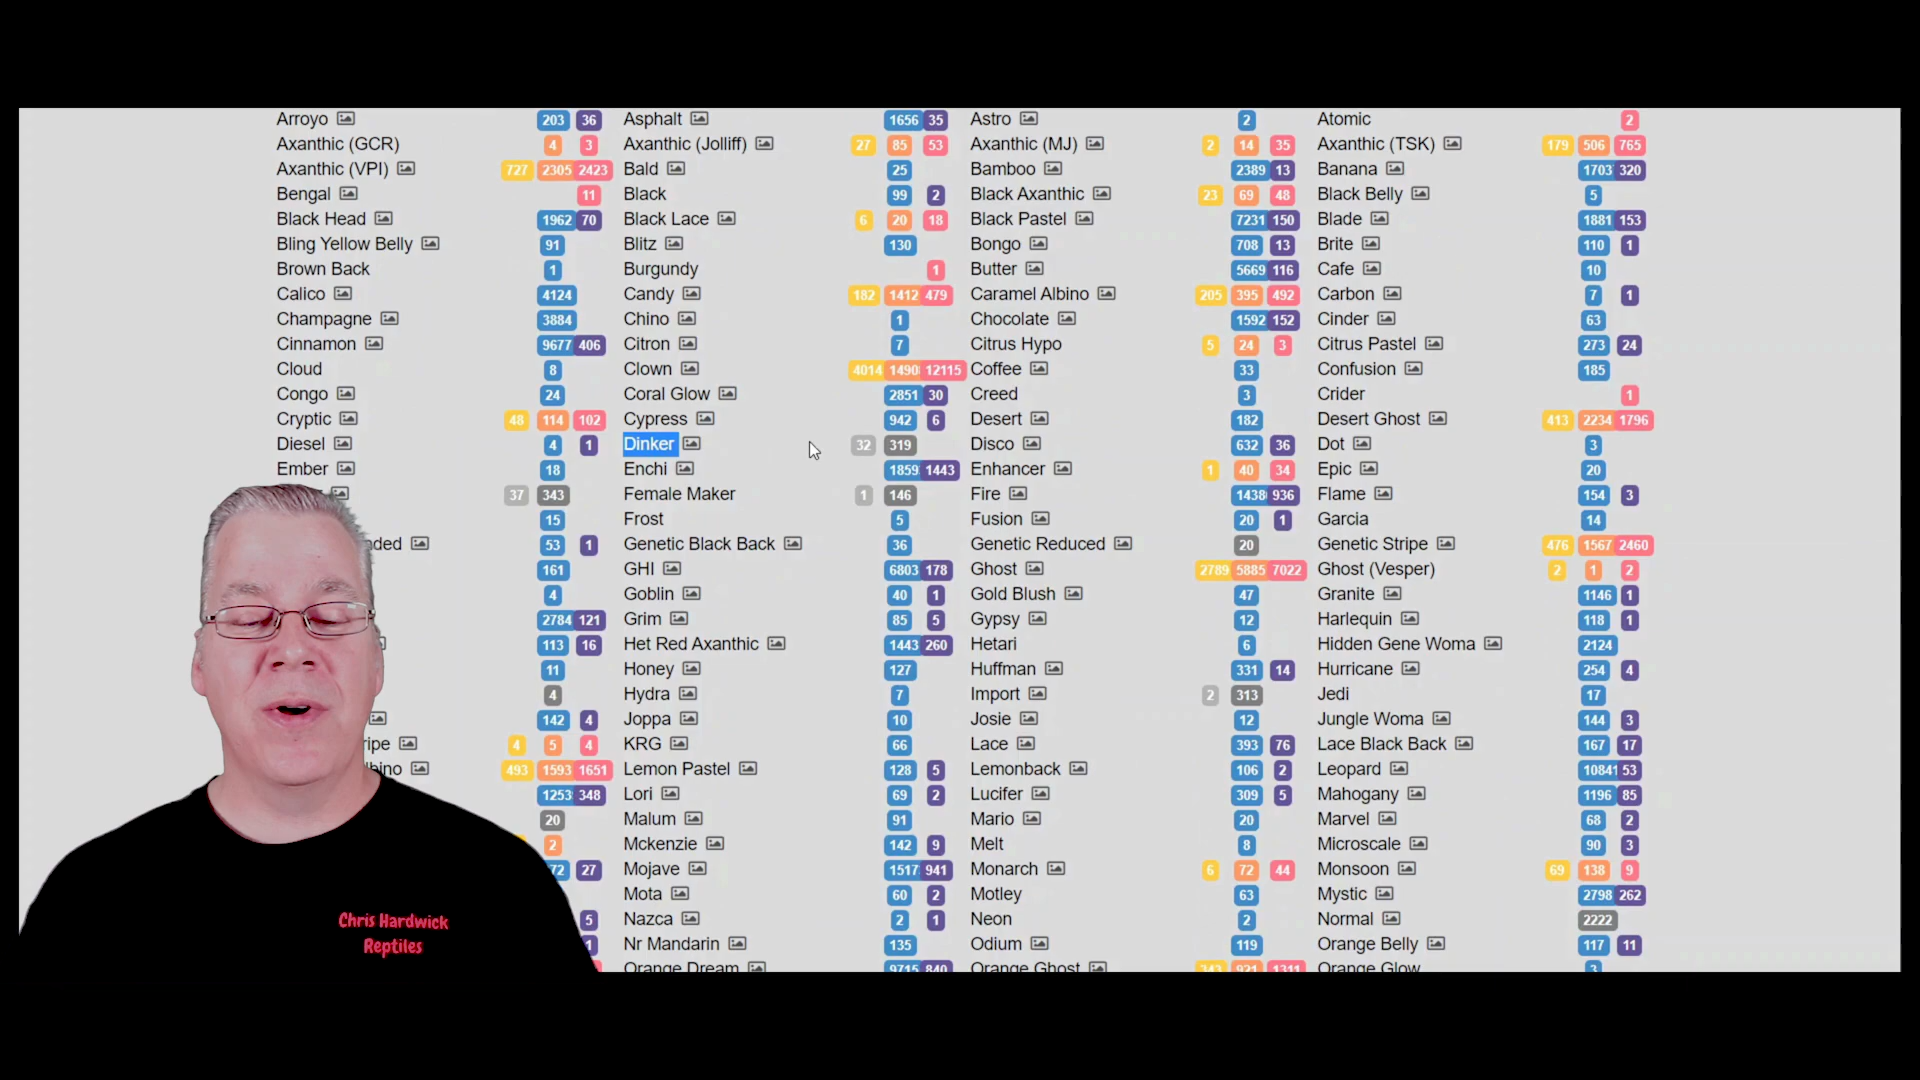 Arroyo 203 36 Asphalt 1656 35 Astro 2 Atomic 2
Axanthic (GCR) 4 3 Axanthic (Jolliff) 27 85 53 Axanthic (MJ) 2 14 35 Axanthic (TSK) 179 506 765
Axanthic (VPI) 727 2305 2423 Bald 25 Bamboo 2389 13 Banana 1703 320
Bengal 11 Black 99 2 Black Axanthic 23 69 48 Black Belly 5
Black Head 1962 70 Black Lace 6 20 18 Black Pastel 7231 150 Blade 1881 153
Bling Yellow Belly 91 Blitz 130 Bongo 708 13 Brite 110 1
Brown Back 1 Burgundy 1 Butter 5669 116 Cafe 10
Calico 4124 Candy 182 1412 479 Caramel Albino 205 395 492 Carbon 7 1
Champagne 3884 Chino 1 Chocolate 1592 152 Cinder 63
Cinnamon 9677 406 Citron 7 Citrus Hypo 5 24 3 Citrus Pastel 273 24
Cloud 8 Clown 4014 1490 12115 Coffee 33 Confusion 185
Congo 24 Coral Glow 2851 30 Creed 3 Crider 1
Cryptic 48 114 102 Cypress 942 6 Desert 182 Desert Ghost 413 2234 1796
Diesel 4 1 Dinker 32 319 Disco 632 36 Dot 3
Ember 18 Enchi 1859 1443 Enhancer 1 40 34 Epic 20
37 343 Female Maker 1 146 Fire 1438 936 Flame 154 3
15 Frost 5 Fusion 20 1 Garcia 14
ded 53 1 Genetic Black Back 36 Genetic Reduced 20 Genetic Stripe 476 1567 2460
161 GHI 6803 178 Ghost 2789 5885 7022 Ghost (Vesper) 2 1 2
4 Goblin 40 1 Gold Blush 47 Granite 1146 1
2784 121 Grim 85 5 Gypsy 12 Harlequin 118 1
113 16 Het Red Axanthic 1443 260 Hetari 6 Hidden Gene Woma 2124
11 Honey 127 Huffman 331 14 Hurricane 254 4
4 Hydra 7 Import 2 313 Jedi 17
142 4 Joppa 10 Josie 12 Jungle Woma 144 3
ripe 4 5 4 KRG 66 Lace 393 76 Lace Black Back 167 17
bino 493 1593 1651 Lemon Pastel 128 5 Lemonback 106 2 Leopard 10841 53
1253 348 Lori 69 2 Lucifer 309 5 Mahogany 1196 85
20 Malum 91 Mario 20 Marvel 68 2
2 Mckenzie 142 9 Melt 8 Microscale 90 3
72 27 Mojave 1517 941 Monarch 6 72 44 Monsoon 69 138 9
Mota 60 2 Motley 63 Mystic 2798 262
5 Nazca 2 1 Neon 2 Normal 2222
1 Nr Mandarin 135 Odium 119 Orange Belly 117 11
Orange Dream 9715 840 Orange Ghost 343 921 1311 Orange Glow 3
Chris Hardwick
Reptiles